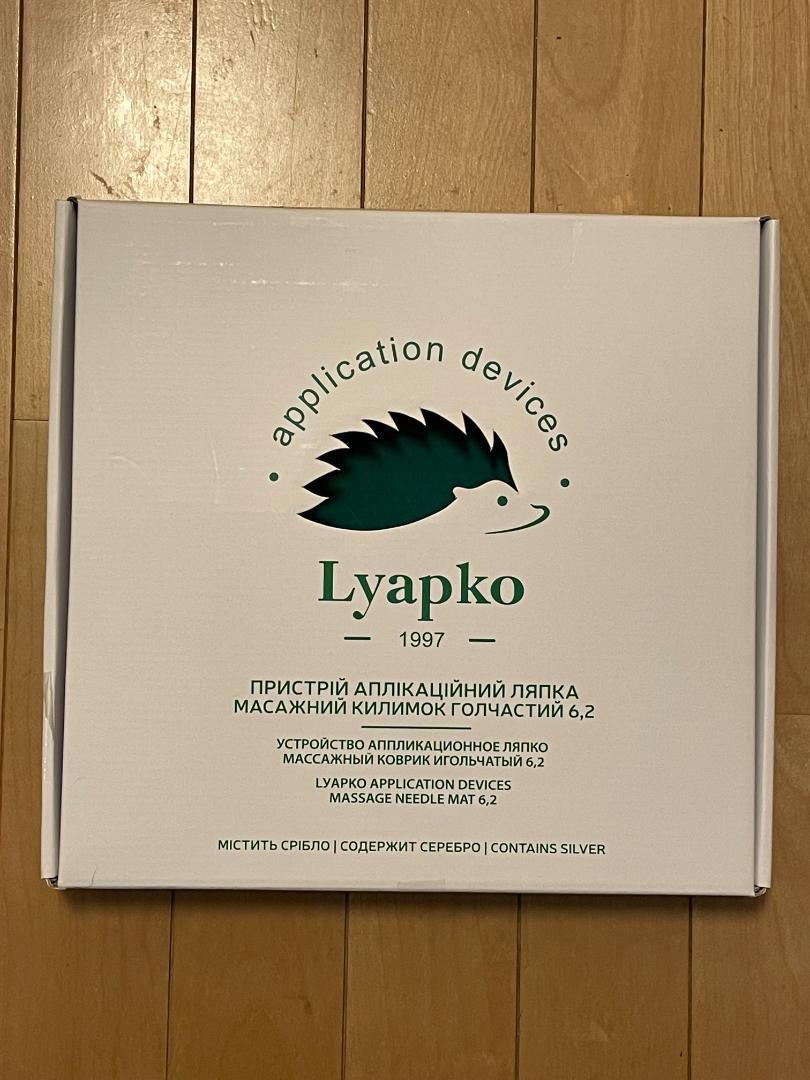 application devices
Lyapko
1997
ПРИСТРІЙ АПЛІКАЦІЙНИЙ ЛЯПКА
МАСАЖНИЙ КИЛИМОК ГОЛЧАСТИЙ 6,2
УСТРОЙСТВО АППЛИКАЦИОННОЕ ЛЯПКО
МАССАЖНЫЙ КОВРИК ИГОЛЬЧАТЫЙ 6,2
LYAPKO APPLICATION DEVICES
MASSAGE NEEDLE MAT 6,2
МІСТИТЬ СРІБЛО | СОДЕРЖИТ СЕРЕБРО | CONTAINS SILVER